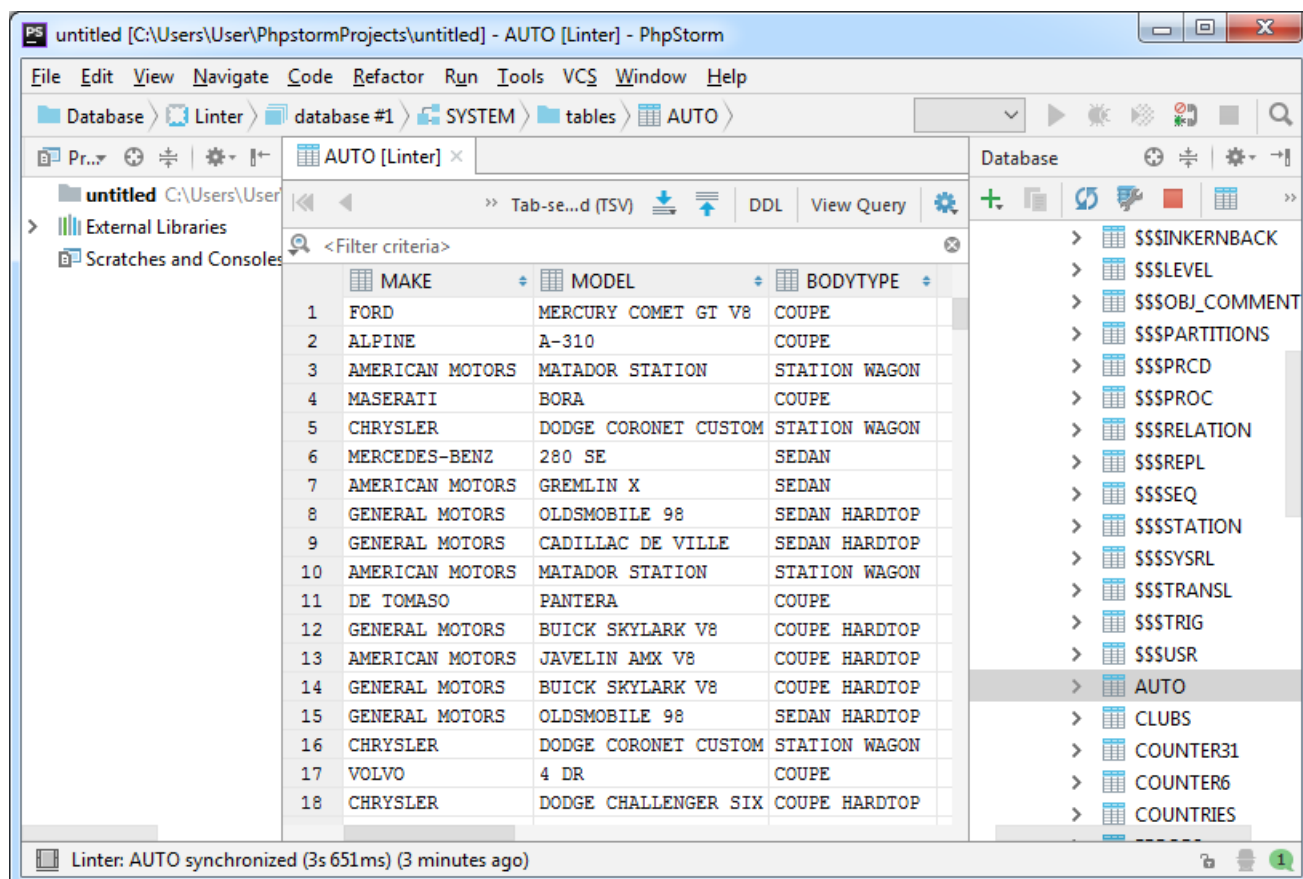 PS untitled [C:\Users\User\PhpstormProjects\untitled] - AUTO [Linter] - PhpStorm
File Edit View Navigate Code Refactor Run Tools VCS Window Help
Database Linter database #1 SYSTEM tables AUTO
Pr...
untitled C:\Users\User
External Libraries
Scratches and Consoles
AUTO [Linter]
Tab-se...d (TSV) DDL View Query
<Filter criteria>
MAKE MODEL BODYTYPE
1 FORD MERCURY COMET GT V8 COUPE
2 ALPINE A-310 COUPE
3 AMERICAN MOTORS MATADOR STATION STATION WAGON
4 MASERATI BORA COUPE
5 CHRYSLER DODGE CORONET CUSTOM STATION WAGON
6 MERCEDES-BENZ 280 SE SEDAN
7 AMERICAN MOTORS GREMLIN X SEDAN
8 GENERAL MOTORS OLDSMOBILE 98 SEDAN HARDTOP
9 GENERAL MOTORS CADILLAC DE VILLE SEDAN HARDTOP
10 AMERICAN MOTORS MATADOR STATION STATION WAGON
11 DE TOMASO PANTERA COUPE
12 GENERAL MOTORS BUICK SKYLARK V8 COUPE HARDTOP
13 AMERICAN MOTORS JAVELIN AMX V8 COUPE HARDTOP
14 GENERAL MOTORS BUICK SKYLARK V8 COUPE HARDTOP
15 GENERAL MOTORS OLDSMOBILE 98 SEDAN HARDTOP
16 CHRYSLER DODGE CORONET CUSTOM STATION WAGON
17 VOLVO 4 DR COUPE
18 CHRYSLER DODGE CHALLENGER SIX COUPE HARDTOP
Database
$$$INKERNBACK
$$$LEVEL
$$$OBJ_COMMENT
$$$PARTITIONS
$$$PRCD
$$$PROC
$$$RELATION
$$$REPL
$$$SEQ
$$$STATION
$$$SYSRL
$$$TRANSL
$$$TRIG
$$$USR
AUTO
CLUBS
COUNTER31
COUNTER6
COUNTRIES
Linter: AUTO synchronized (3s 651ms) (3 minutes ago)
1